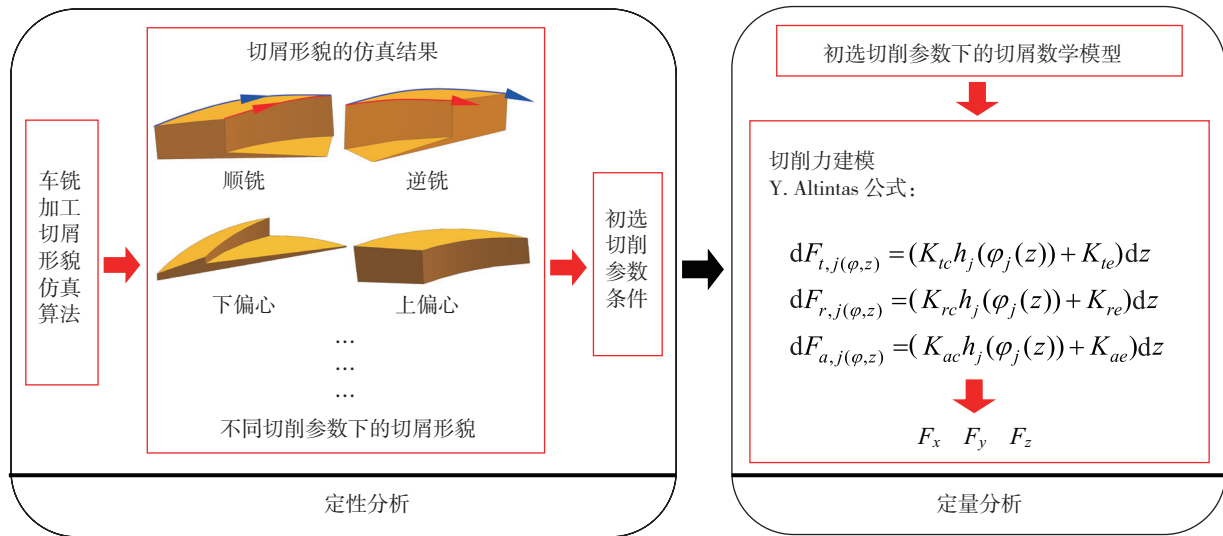 车铣
加工
切屑
形貌
仿真
算法
切屑形貌的仿真结果
顺铣
逆铣
下偏心
上偏心
…
…
…
不同切削参数下的切屑形貌
初选
切削
参数
条件
定性分析
初选切削参数下的切屑数学模型
切削力建模
Y. Altintas 公式：
dF_{t,j(φ,z)} =(K_{tc}h_j(φ_j(z))+K_{te})dz
dF_{r,j(φ,z)} =(K_{rc}h_j(φ_j(z))+K_{re})dz
dF_{a,j(φ,z)} =(K_{ac}h_j(φ_j(z))+K_{ae})dz
F_x F_y F_z
定量分析